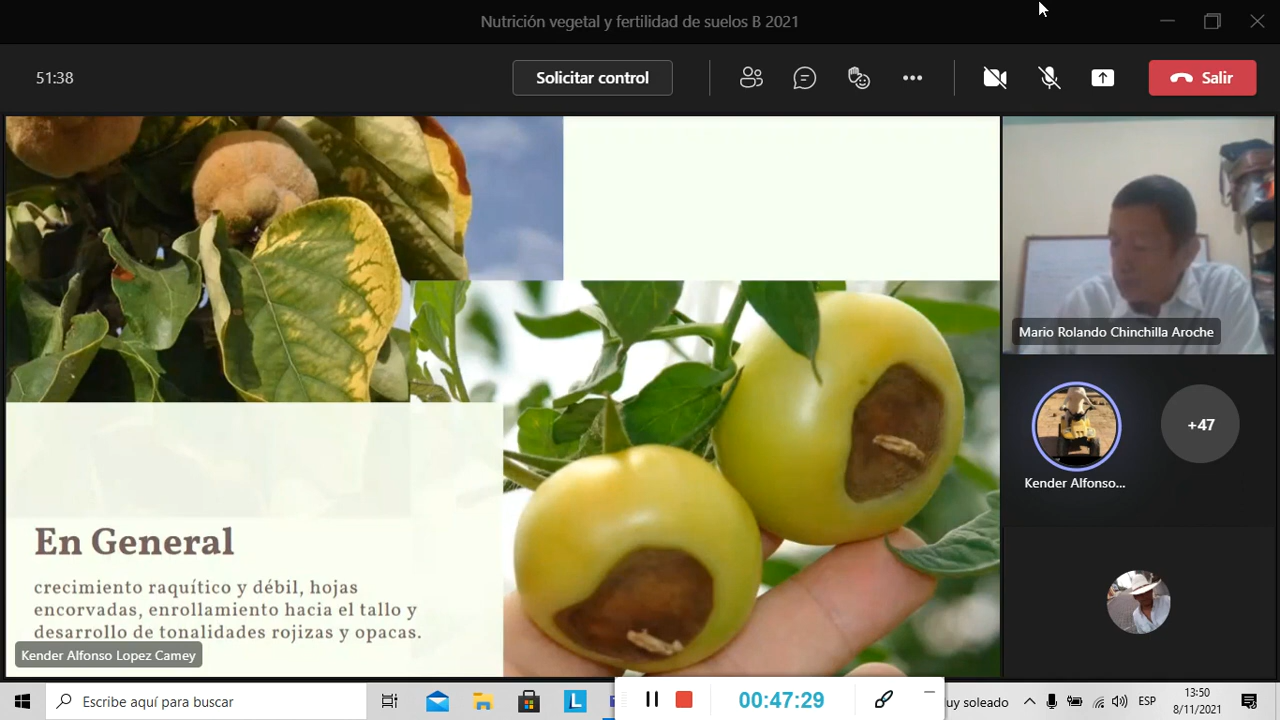 Nutrición vegetal y fertilidad de suelos B 2021
51:38
Solicitar control
Salir
Mario Rolando Chinchilla Aroche
Kender Alfonso...
+47
En General
crecimiento raquítico y débil, hojas
encorvadas, enrollamiento hacia el tallo y
desarrollo de tonalidades rojizas y opacas.
Kender Alfonso Lopez Camey
Escribe aquí para buscar
L
00:47:29
uy soleado
ESP
13:50
8/11/2021